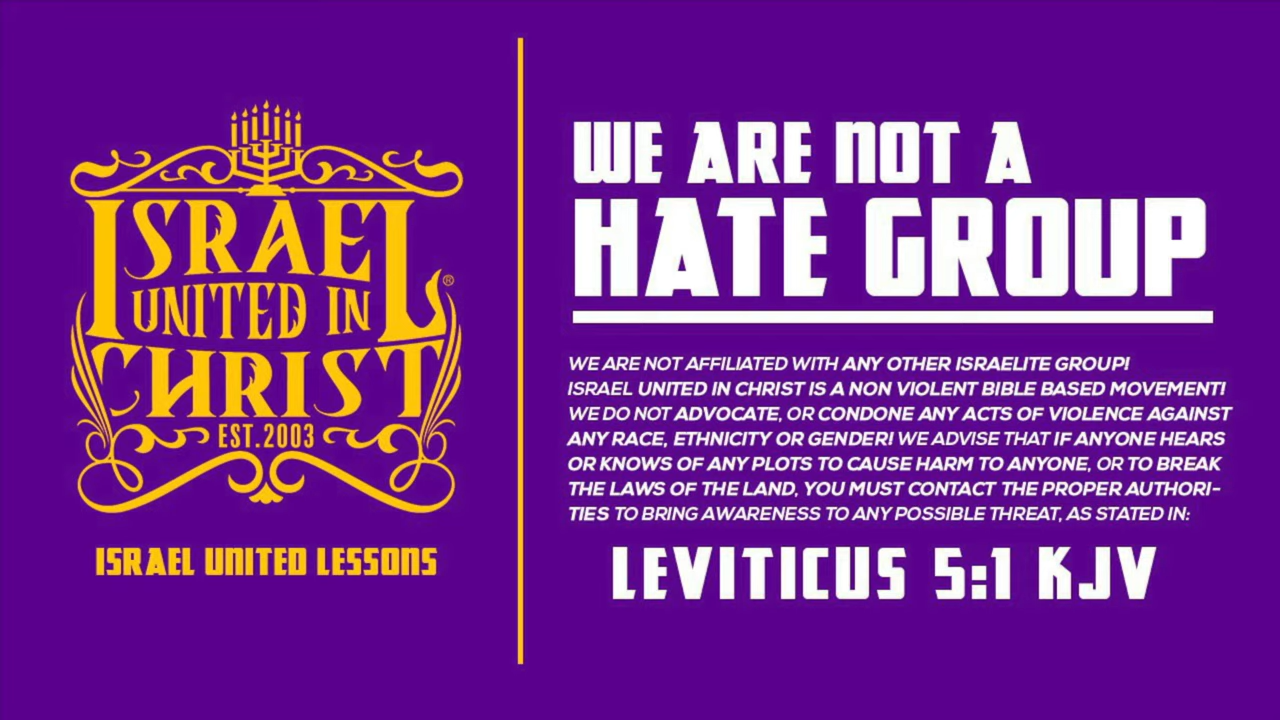 ISRAEL
UNITED IN
CHRIST
EST.2003
®
ISRAEL UNITED LESSONS
WE ARE NOT A
HATE GROUP
WE ARE NOT AFFILIATED WITH ANY OTHER ISRAELITE GROUP!
ISRAEL UNITED IN CHRIST IS A NON VIOLENT BIBLE BASED MOVEMENT!
WE DO NOT ADVOCATE, OR CONDONE ANY ACTS OF VIOLENCE AGAINST
ANY RACE, ETHNICITY OR GENDER! WE ADVISE THAT IF ANYONE HEARS
OR KNOWS OF ANY PLOTS TO CAUSE HARM TO ANYONE, OR TO BREAK
THE LAWS OF THE LAND, YOU MUST CONTACT THE PROPER AUTHORI-
TIES TO BRING AWARENESS TO ANY POSSIBLE THREAT, AS STATED IN:
LEVITICUS 5:1 KJV